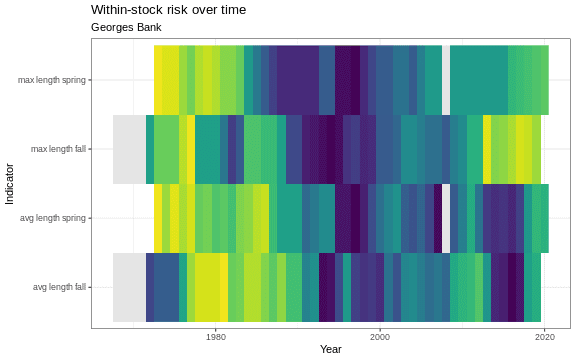 Within-stock risk over time
Georges Bank
max length spring
max length fall
avg length spring
avg length fall
Indicator
1980
2000
2020
Year